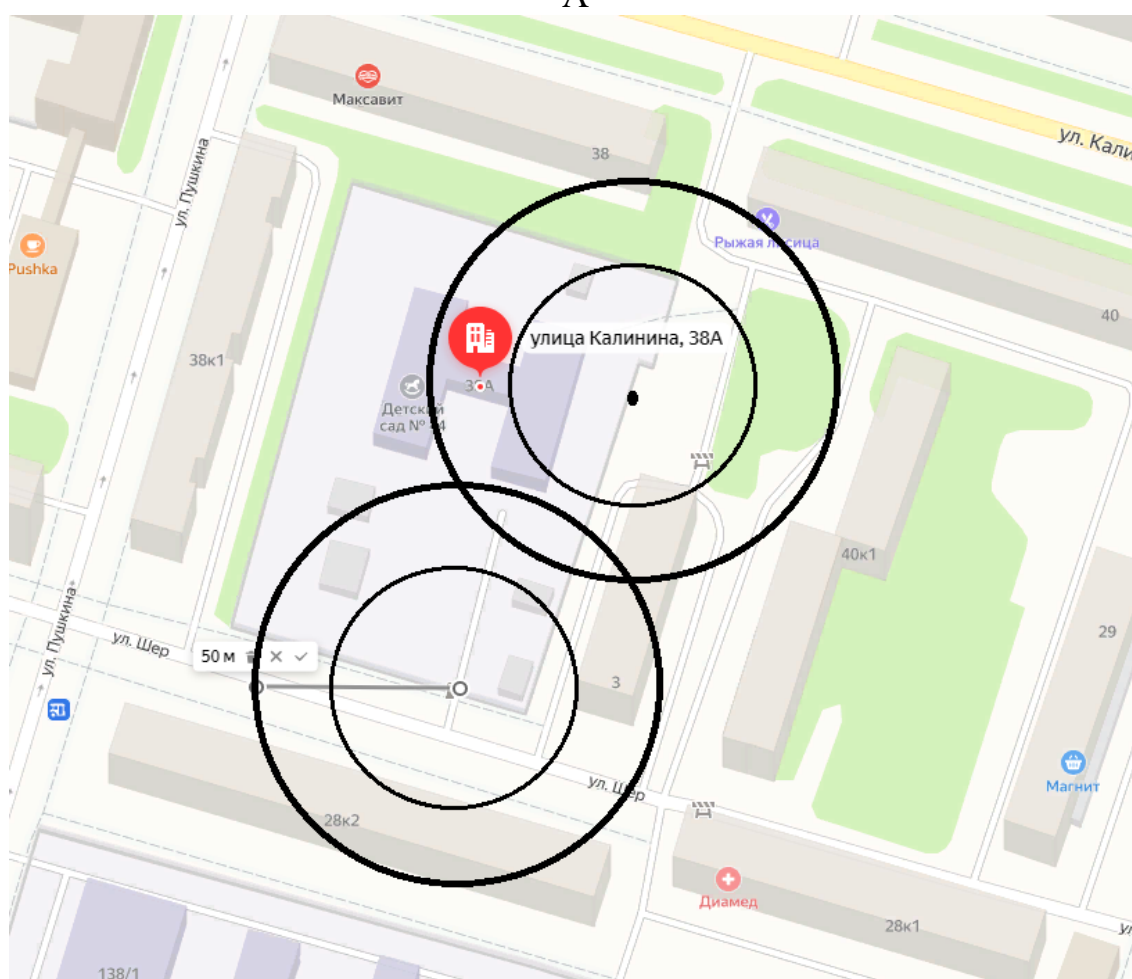 А
Максавит
38
ул. Кали
ул. Пушкина
Рыжая лисица
Pushka
40
улица Калинина, 38А
38к1
38А
Детский
сад №
40к1
29
ул. Пушкина
ул. Шер
50 м
3
Магнит
ул. Шер
28к2
Диамед
28к1
138/1